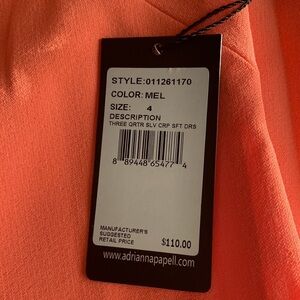 STYLE:011261170
COLOR: MEL
SIZE: 4
DESCRIPTION
THREE QRTR SLV CRP SFT DRS
8 89448 65477 4
MANUFACTURER'S
SUGGESTED
RETAIL PRICE $110.00
www.adriannapapell.com